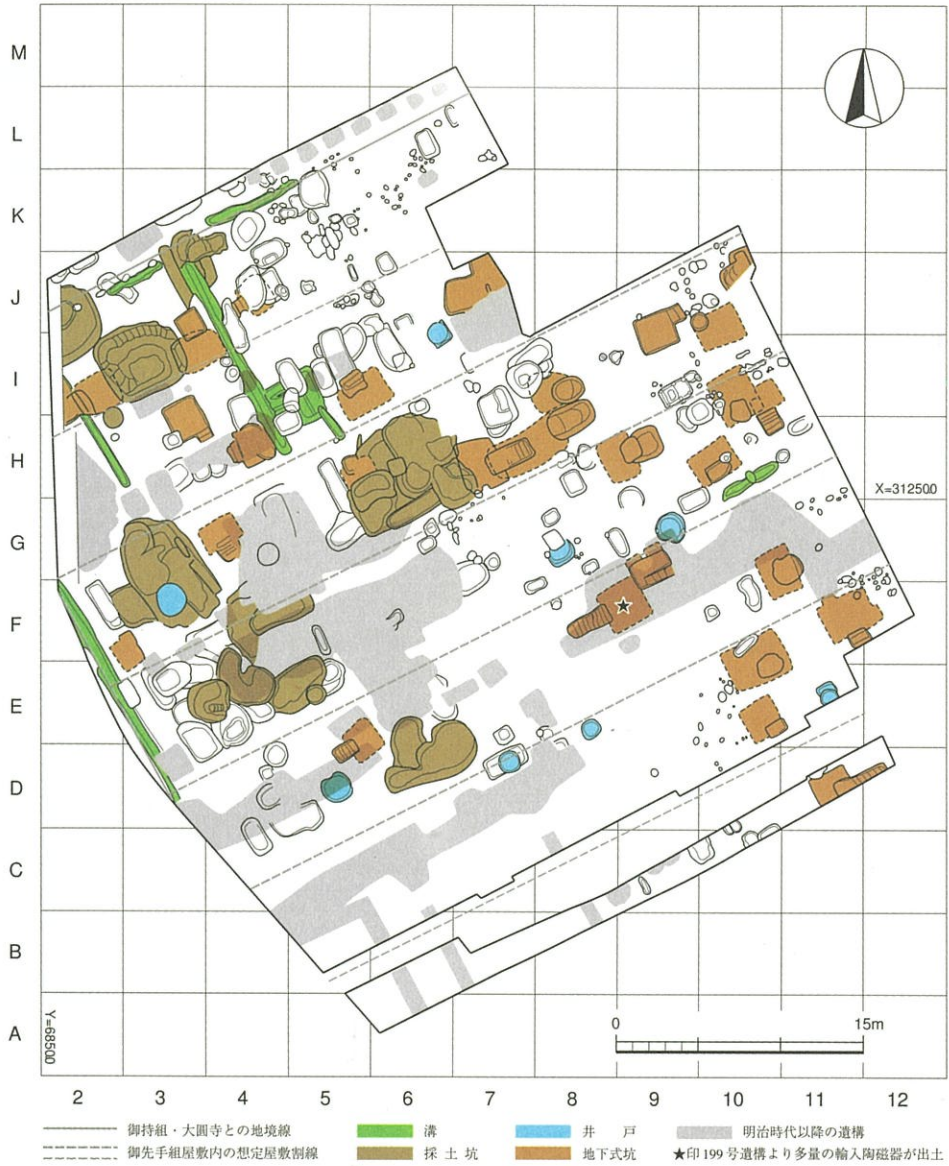 M
L
K
J
I
H
G
F
E
D
C
B
A
X=312500
Y=68500
★
0 15m
2 3 4 5 6 7 8 9 10 11 12
御持組・大圓寺との地境線 溝 井戸 明治時代以降の遺構
御先手組屋敷内の想定屋敷割線 採土坑 地下式坑 ★印199号遺構より多量の輸入陶磁器が出土